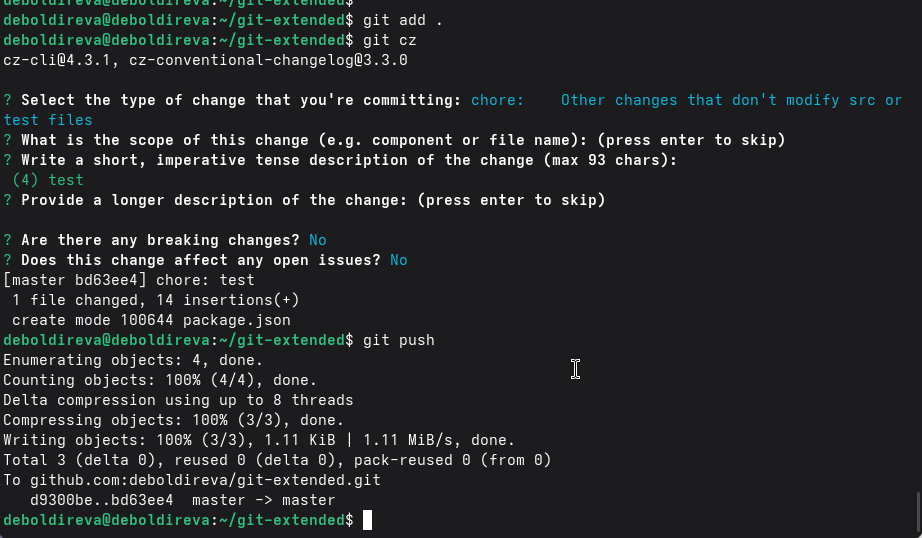 deboldireva@deboldireva:~/git-extended$
deboldireva@deboldireva:~/git-extended$ git add .
deboldireva@deboldireva:~/git-extended$ git cz
cz-cli@4.3.1, cz-conventional-changelog@3.3.0
? Select the type of change that you're committing: chore:    Other changes that don't modify src or
test files
? What is the scope of this change (e.g. component or file name): (press enter to skip)
? Write a short, imperative tense description of the change (max 93 chars):
 (4) test
? Provide a longer description of the change: (press enter to skip)
? Are there any breaking changes? No
? Does this change affect any open issues? No
[master bd63ee4] chore: test
 1 file changed, 14 insertions(+)
 create mode 100644 package.json
deboldireva@deboldireva:~/git-extended$ git push
Enumerating objects: 4, done.
Counting objects: 100% (4/4), done.
Delta compression using up to 8 threads
Compressing objects: 100% (3/3), done.
Writing objects: 100% (3/3), 1.11 KiB | 1.11 MiB/s, done.
Total 3 (delta 0), reused 0 (delta 0), pack-reused 0 (from 0)
To github.com:deboldireva/git-extended.git
   d9300be..bd63ee4  master -> master
deboldireva@deboldireva:~/git-extended$